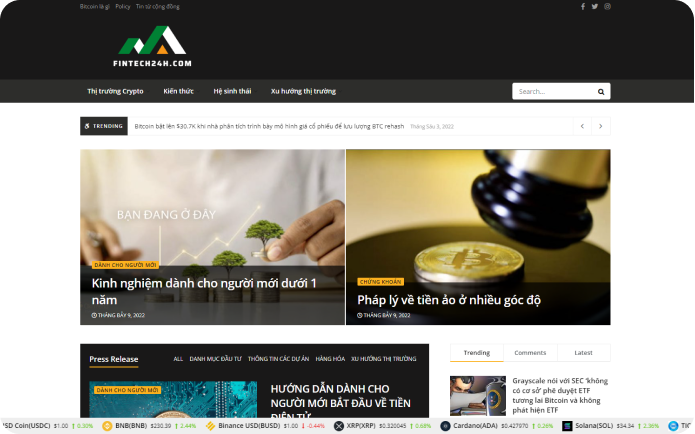 Bitcoin là gì Policy Tin từ cộng đồng
FINTECH24H.COM
Thị trường Crypto Kiến thức Hệ sinh thái Xu hướng thị trường
Search...
TRENDING Bitcoin bật lên $30.7K khi nhà phân tích trình bày mô hình giá cổ phiếu để lưu lượng BTC rehash Tháng Sáu 3, 2022
BẠN ĐANG Ở ĐÂY
DÀNH CHO NGƯỜI MỚI
Kinh nghiệm dành cho người mới dưới 1
năm
THÁNG BẢY 9, 2022
CHỨNG KHOÁN
Pháp lý về tiền ảo ở nhiều góc độ
THÁNG BẢY 9, 2022
Press Release ALL DANH MỤC ĐẦU TƯ THÔNG TIN CÁC DỰ ÁN HÀNG HÓA XU HƯỚNG THỊ TRƯỜNG
DÀNH CHO NGƯỜI MỚI
HƯỚNG DẪN DÀNH CHO
NGƯỜI MỚI BẮT ĐẦU VỀ TIỀN
ĐIỆN TỬ
Trending Comments Latest
Grayscale nói với SEC 'không
có cơ sở' phê duyệt ETF
tương lai Bitcoin và không
phát hiện ETF
SD Coin(USDC) $1.00 ↑ 0.30% BNB(BNB) $230.39 ↑ 2.44% Binance USD(BUSD) $1.00 ↓ -0.44% XRP(XRP) $0.320045 ↑ 0.68% Cardano(ADA) $0.427970 ↑ 0.26% Solana(SOL) $34.34 ↑ 2.36%